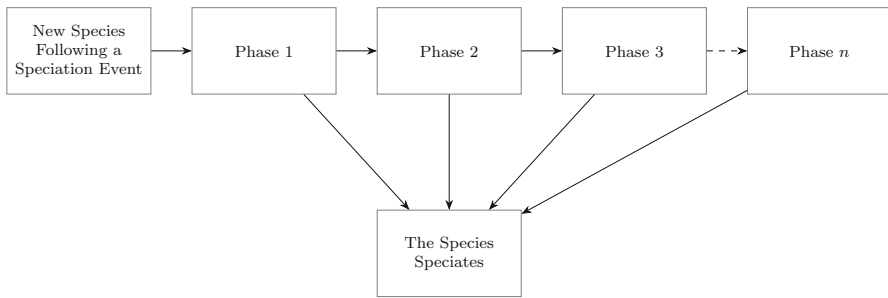 New Species
Following a
Speciation Event
Phase 1
Phase 2
Phase 3
Phase n
The Species
Speciates